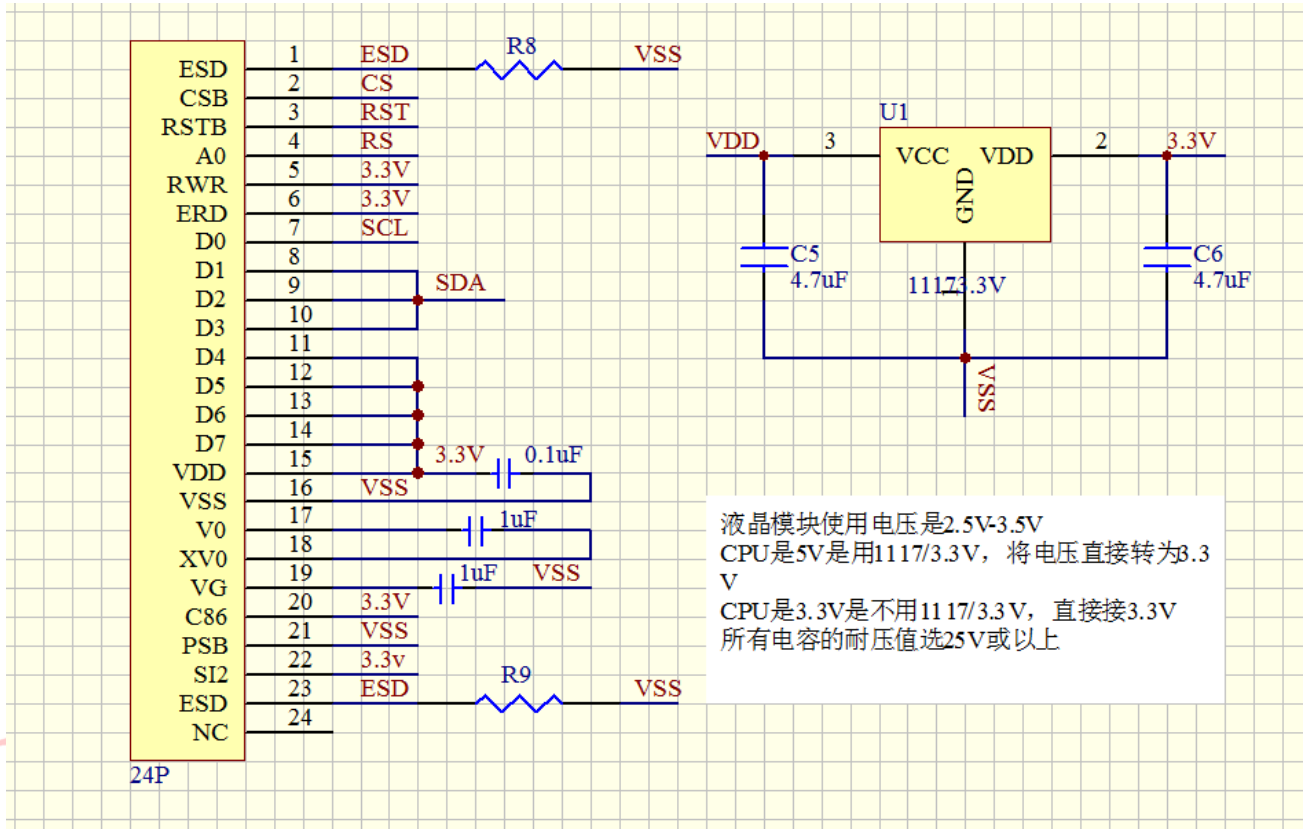 ESD 1 ESD R8 VSS
CSB 2 CS
RSTB 3 RST
A0 4 RS
RWR 5 3.3V
ERD 6 3.3V
D0 7 SCL
D1 8
D2 9 SDA
D3 10
D4 11
D5 12
D6 13
D7 14
VDD 15 3.3V 0.1uF
VSS 16 VSS
V0 17 1uF
XV0 18
VG 19 1uF VSS
C86 20 3.3V
PSB 21 VSS
SI2 22 3.3v
ESD 23 ESD R9 VSS
NC 24
24P
U1
VDD 3 VCC VDD 2 3.3V
GND
C5
4.7uF
1
1117/3.3V
C6
4.7uF
VSS
液晶模块使用电压是2.5V-3.5V
CPU是5V是用1117/3.3V，将电压直接转为3.3
V
CPU是3.3V是不用1117/3.3V，直接接3.3V
所有电容的耐压值选25V或以上